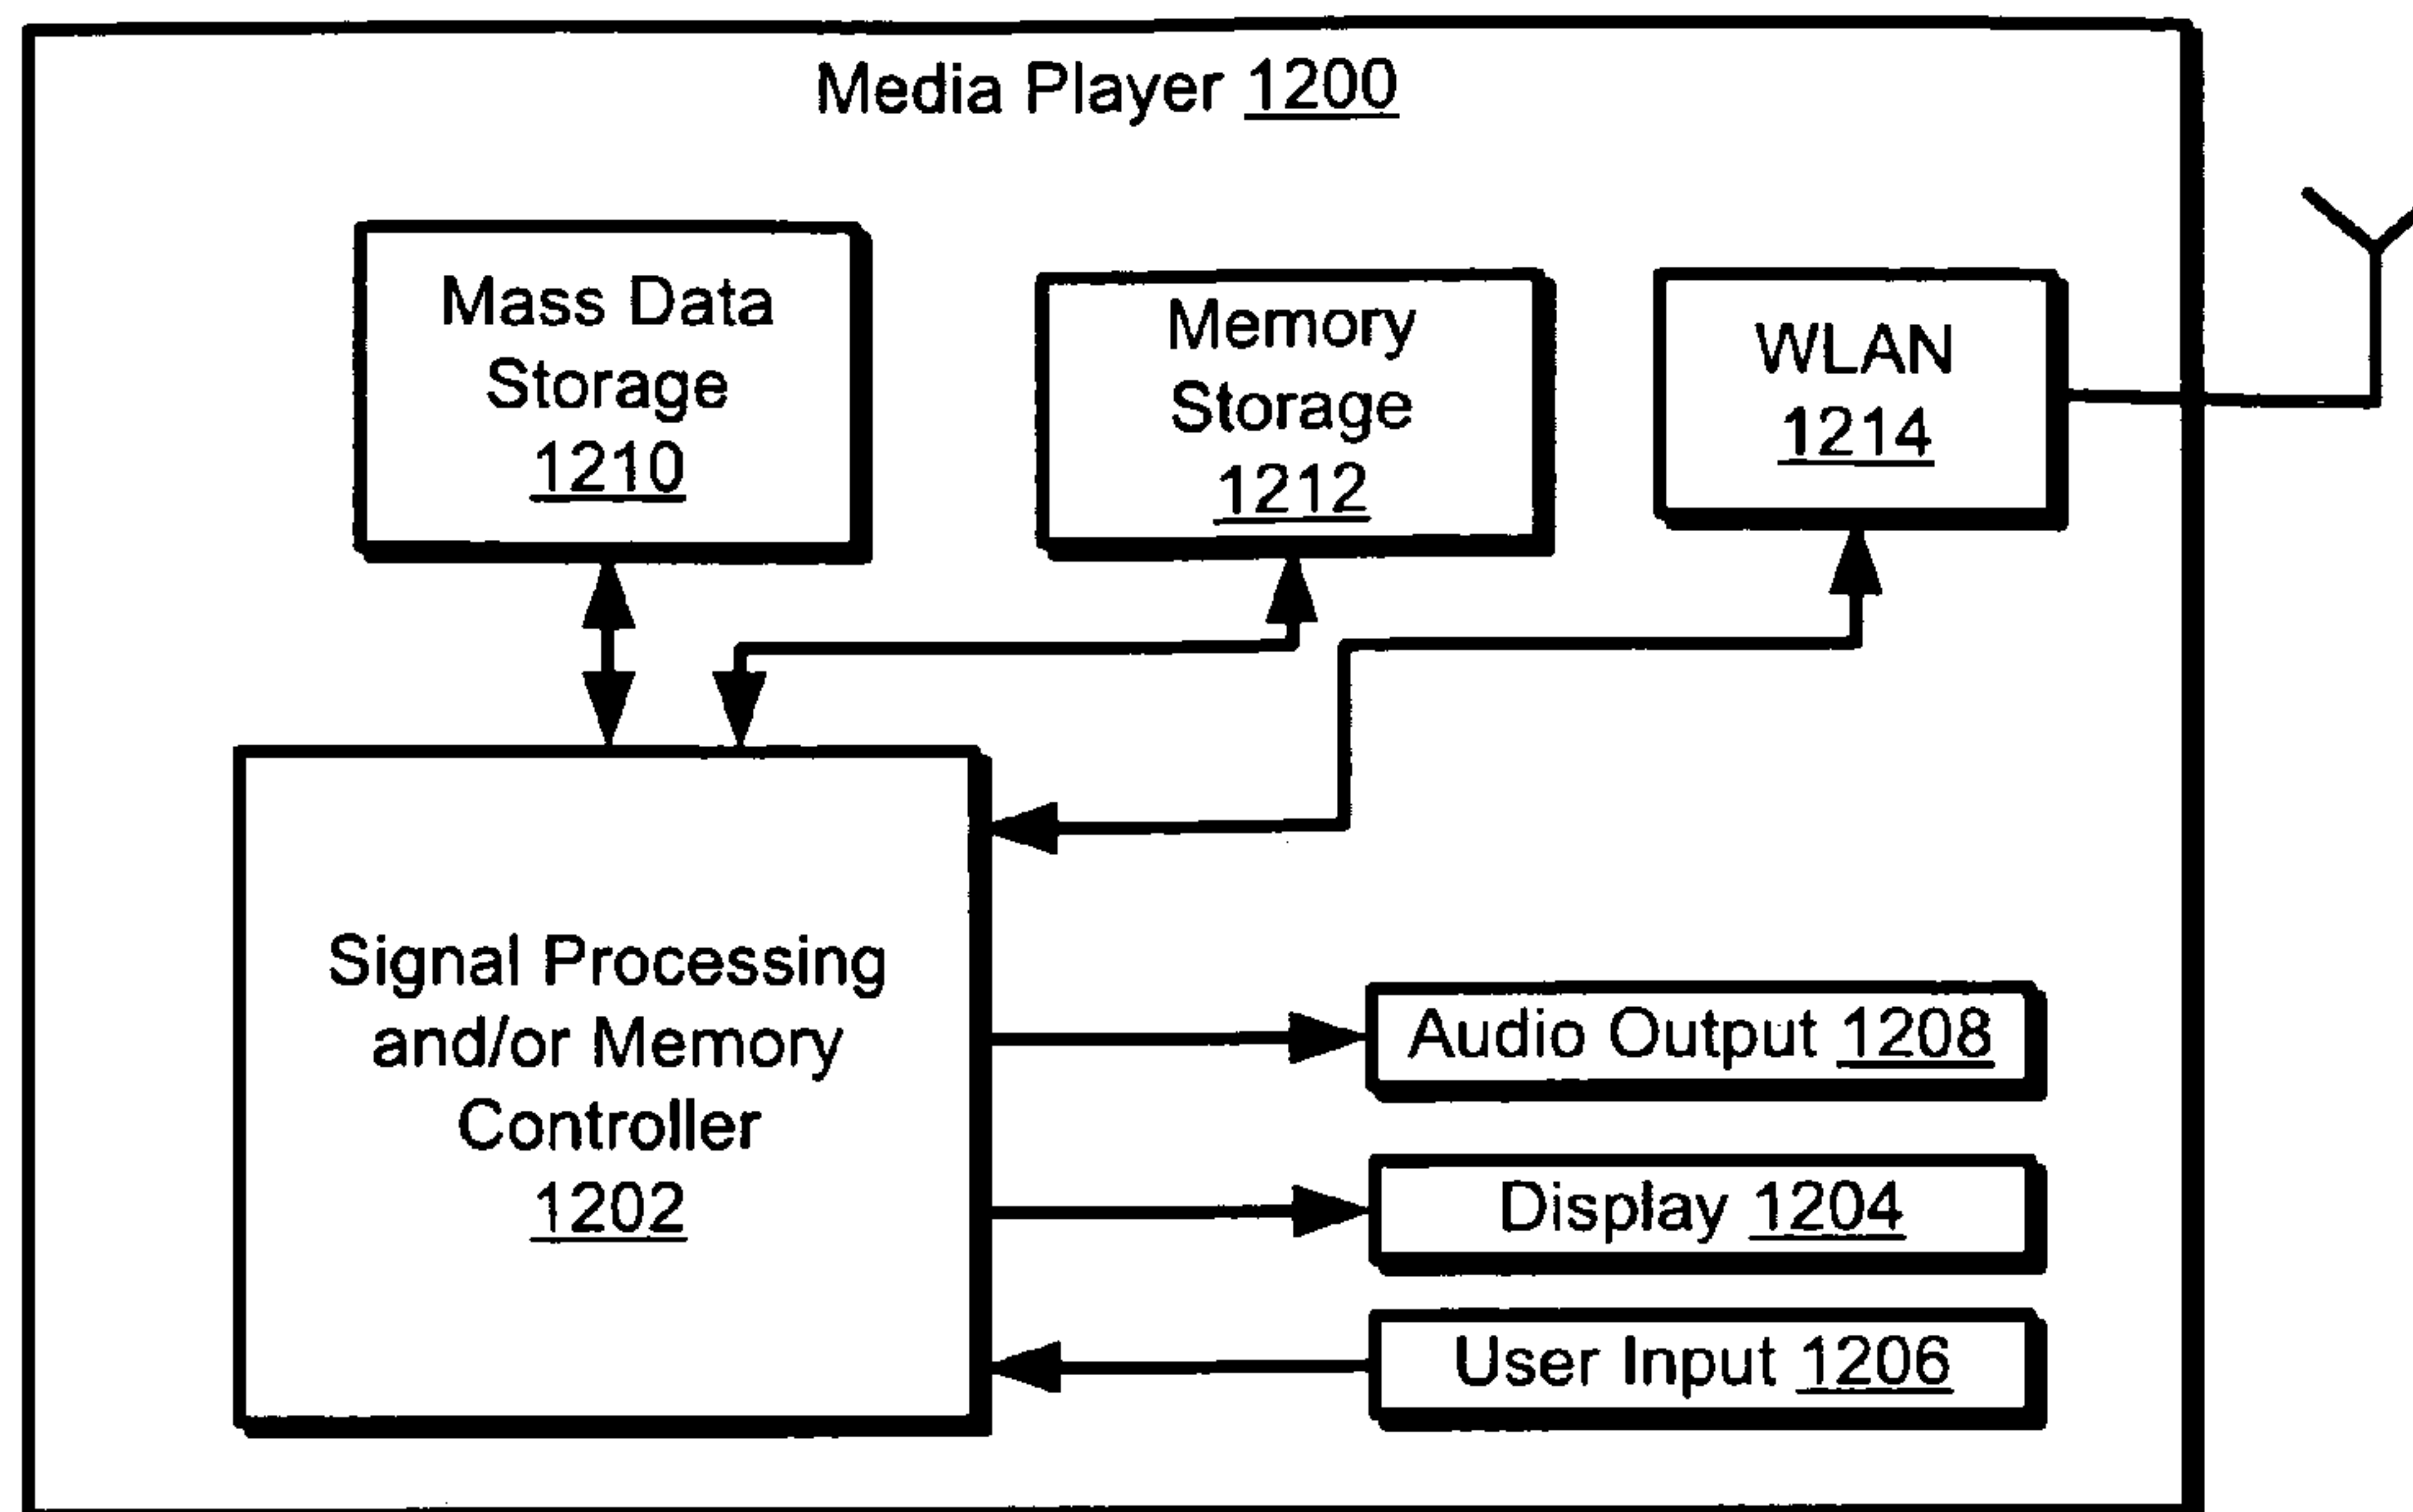 Media Player 1200
Mass Data
Storage
1210
Memory
Storage
1212
WLAN
1214
Signal Processing
and/or Memory
Controller
1202
Audio Output 1208
Display 1204
User Input 1206